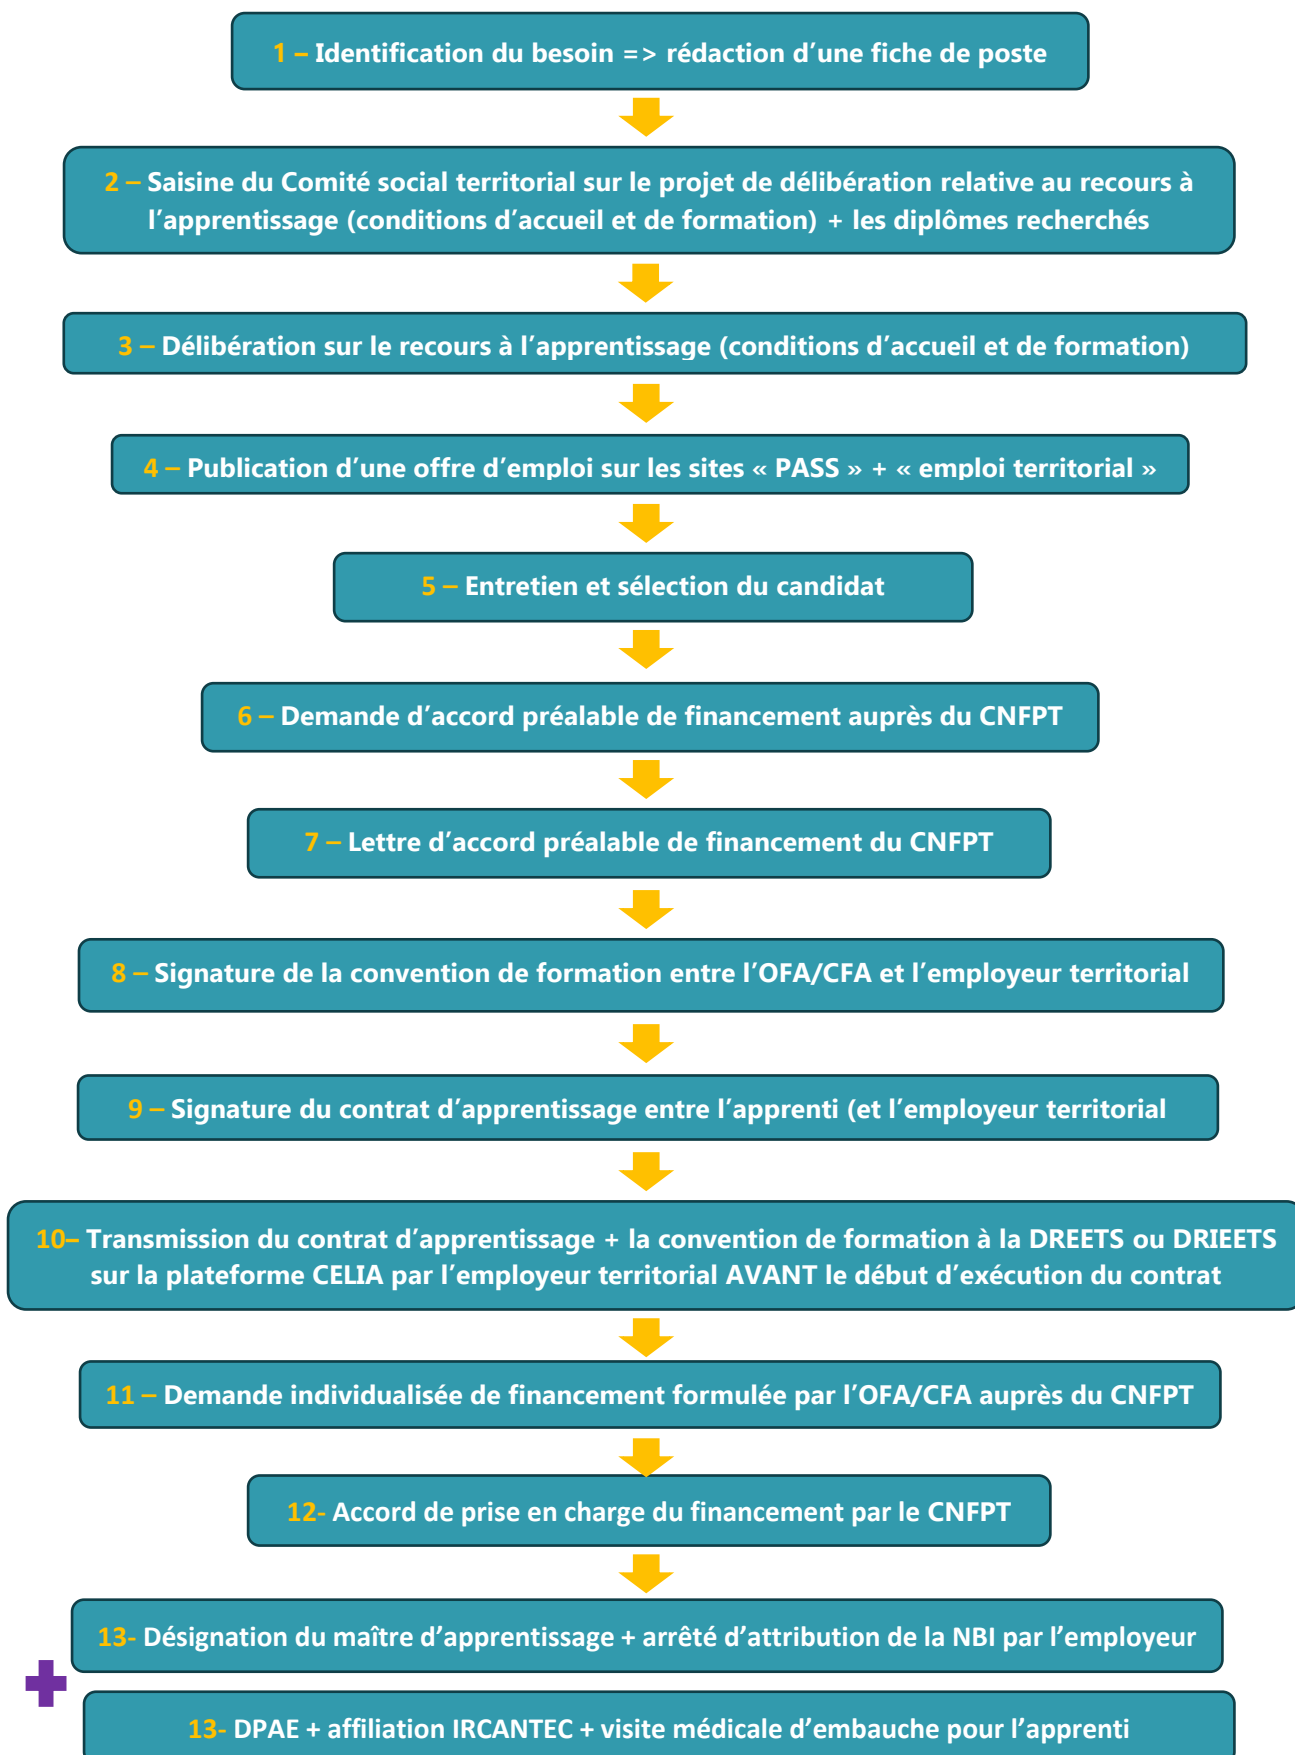 1 – Identification du besoin => rédaction d’une fiche de poste
2 – Saisine du Comité social territorial sur le projet de délibération relative au recours à
l’apprentissage (conditions d’accueil et de formation) + les diplômes recherchés
3 – Délibération sur le recours à l’apprentissage (conditions d’accueil et de formation)
4 – Publication d’une offre d’emploi sur les sites « PASS » + « emploi territorial »
5 – Entretien et sélection du candidat
6 – Demande d’accord préalable de financement auprès du CNFPT
7 – Lettre d’accord préalable de financement du CNFPT
8 – Signature de la convention de formation entre l’OFA/CFA et l’employeur territorial
9 – Signature du contrat d’apprentissage entre l’apprenti (et l’employeur territorial
10– Transmission du contrat d’apprentissage + la convention de formation à la DREETS ou DRIEETS
sur la plateforme CELIA par l’employeur territorial AVANT le début d’exécution du contrat
11 – Demande individualisée de financement formulée par l’OFA/CFA auprès du CNFPT
12- Accord de prise en charge du financement par le CNFPT
13- Désignation du maître d’apprentissage + arrêté d’attribution de la NBI par l’employeur
13- DPAE + affiliation IRCANTEC + visite médicale d’embauche pour l’apprenti